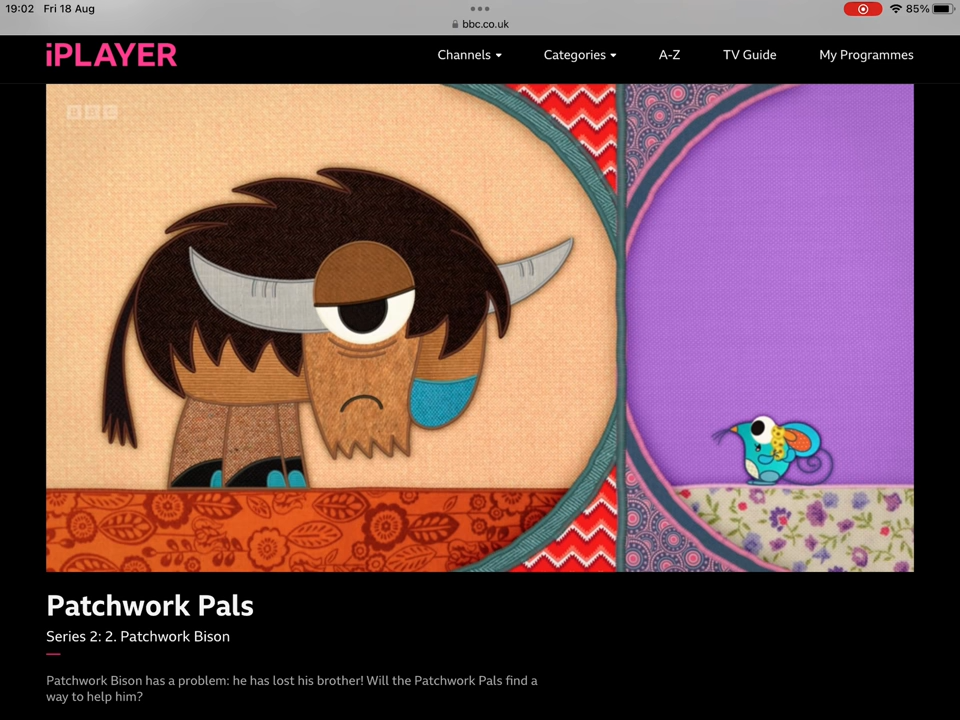 19:02 Fri 18 Aug
85%
bbc.co.uk
iPLAYER
Channels
Categories
A-Z
TV Guide
My Programmes
BBC
Patchwork Pals
Series 2: 2. Patchwork Bison
Patchwork Bison has a problem: he has lost his brother! Will the Patchwork Pals find a
way to help him?